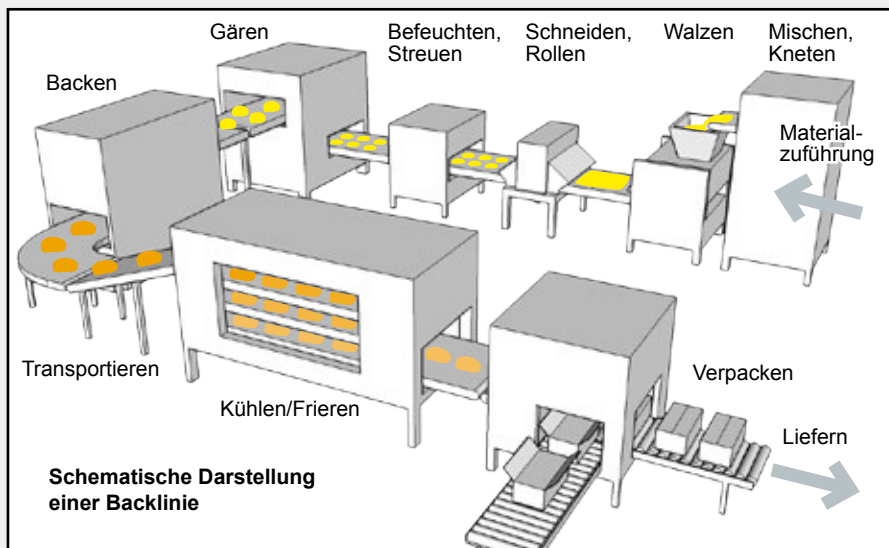 Gären
Befeuchten,
Streuen
Schneiden,
Rollen
Walzen
Mischen,
Kneten
Backen
Material-
zuführung
Transportieren
Kühlen/Frieren
Verpacken
Liefern
Schematische Darstellung
einer Backlinie